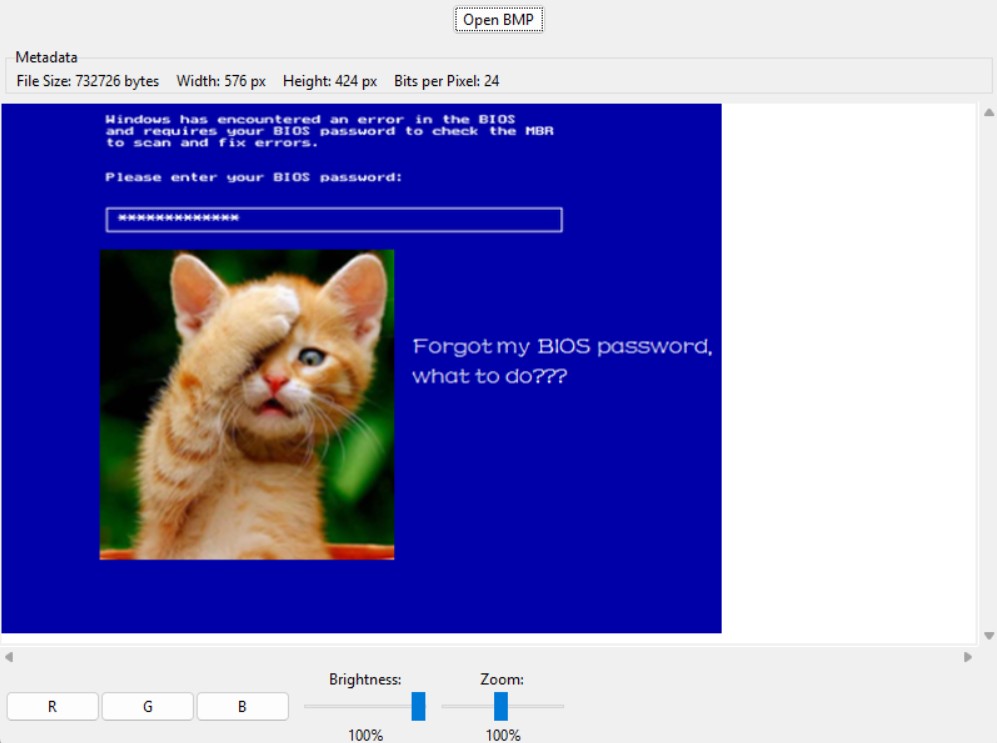 Open BMP
Metadata
File Size: 732726 bytes Width: 576 px Height: 424 px Bits per Pixel: 24
Windows has encountered an error in the BIOS
and requires your BIOS password to check the MBR
to scan and fix errors.
Please enter your BIOS password:
*************
Forgot my BIOS password,
what to do???
Brightness: Zoom:
R G B
100% 100%